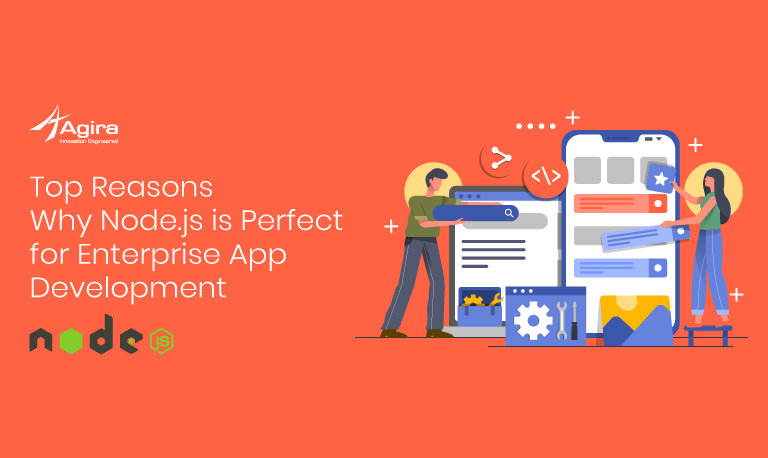 Agira
Innovation Engineered
Top Reasons
Why Node.js is Perfect
for Enterprise App
Development
node
JS